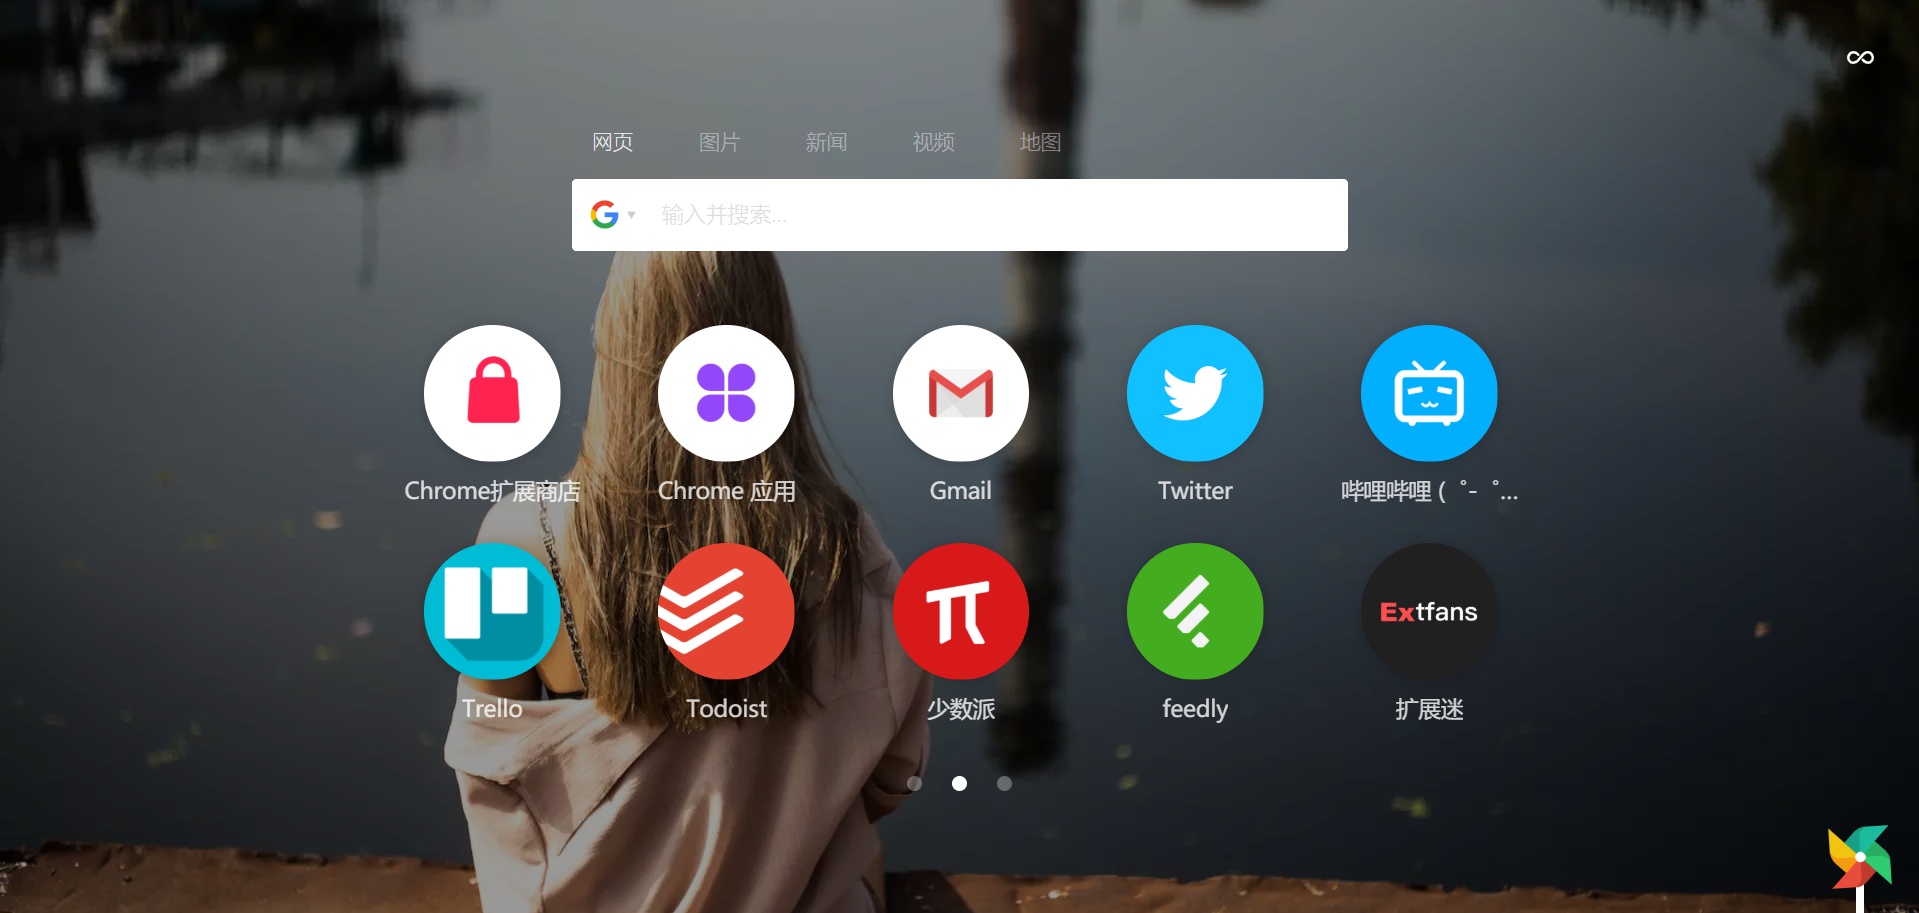 网页 图片 新闻 视频 地图
输入并搜索...
Chrome扩展商店 Chrome 应用 Gmail Twitter 哔哩哔哩 ( ゜- ゜...
Extfans
Trello Todoist 少数派 feedly 扩展迷